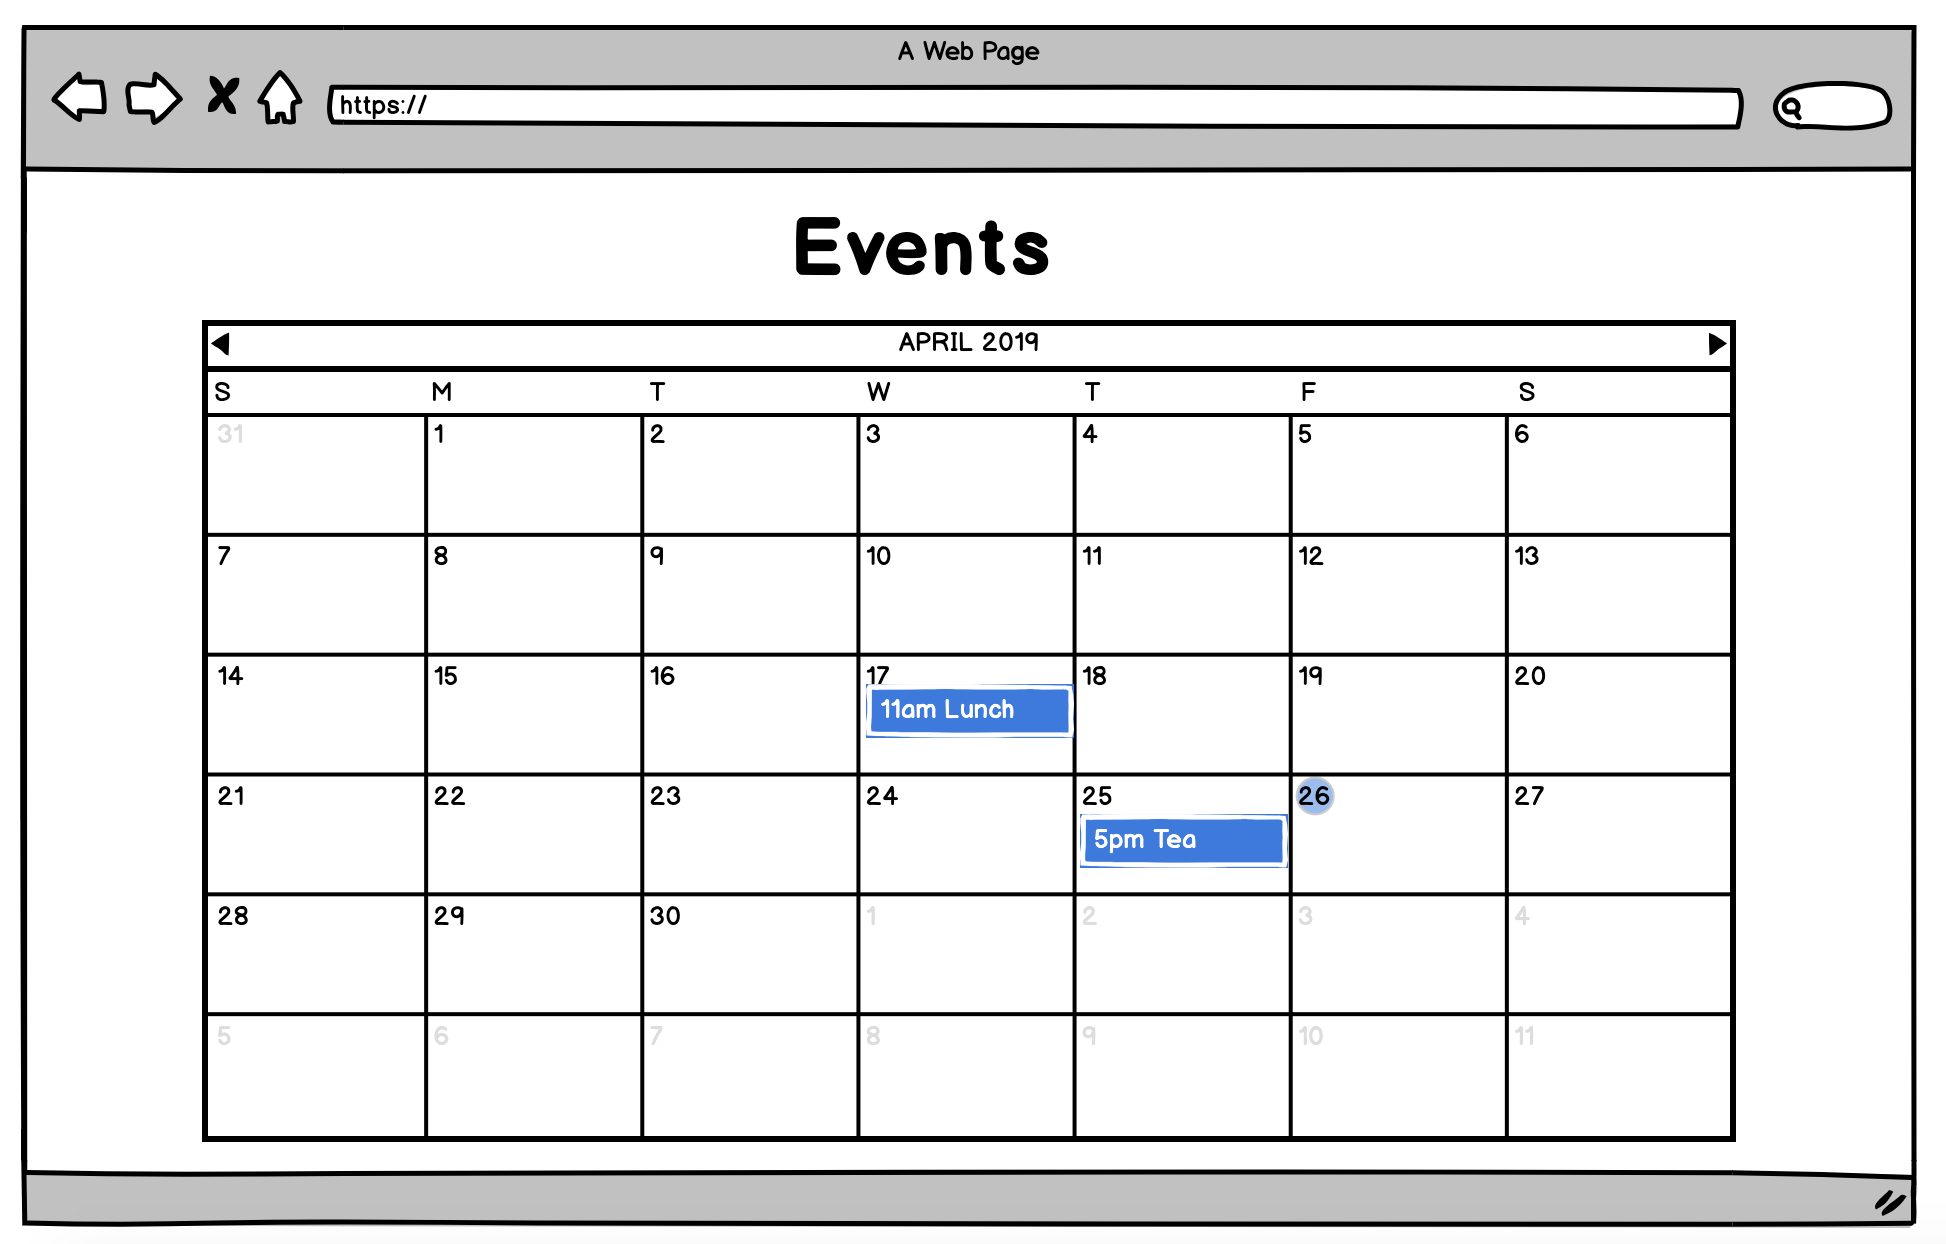 A Web Page
https://
Events
APRIL 2019
S M T W T F S
31 1 2 3 4 5 6
7 8 9 10 11 12 13
14 15 16 17 18 19 20
11am Lunch
21 22 23 24 25 26 27
5pm Tea
28 29 30 1 2 3 4
5 6 7 8 9 10 11